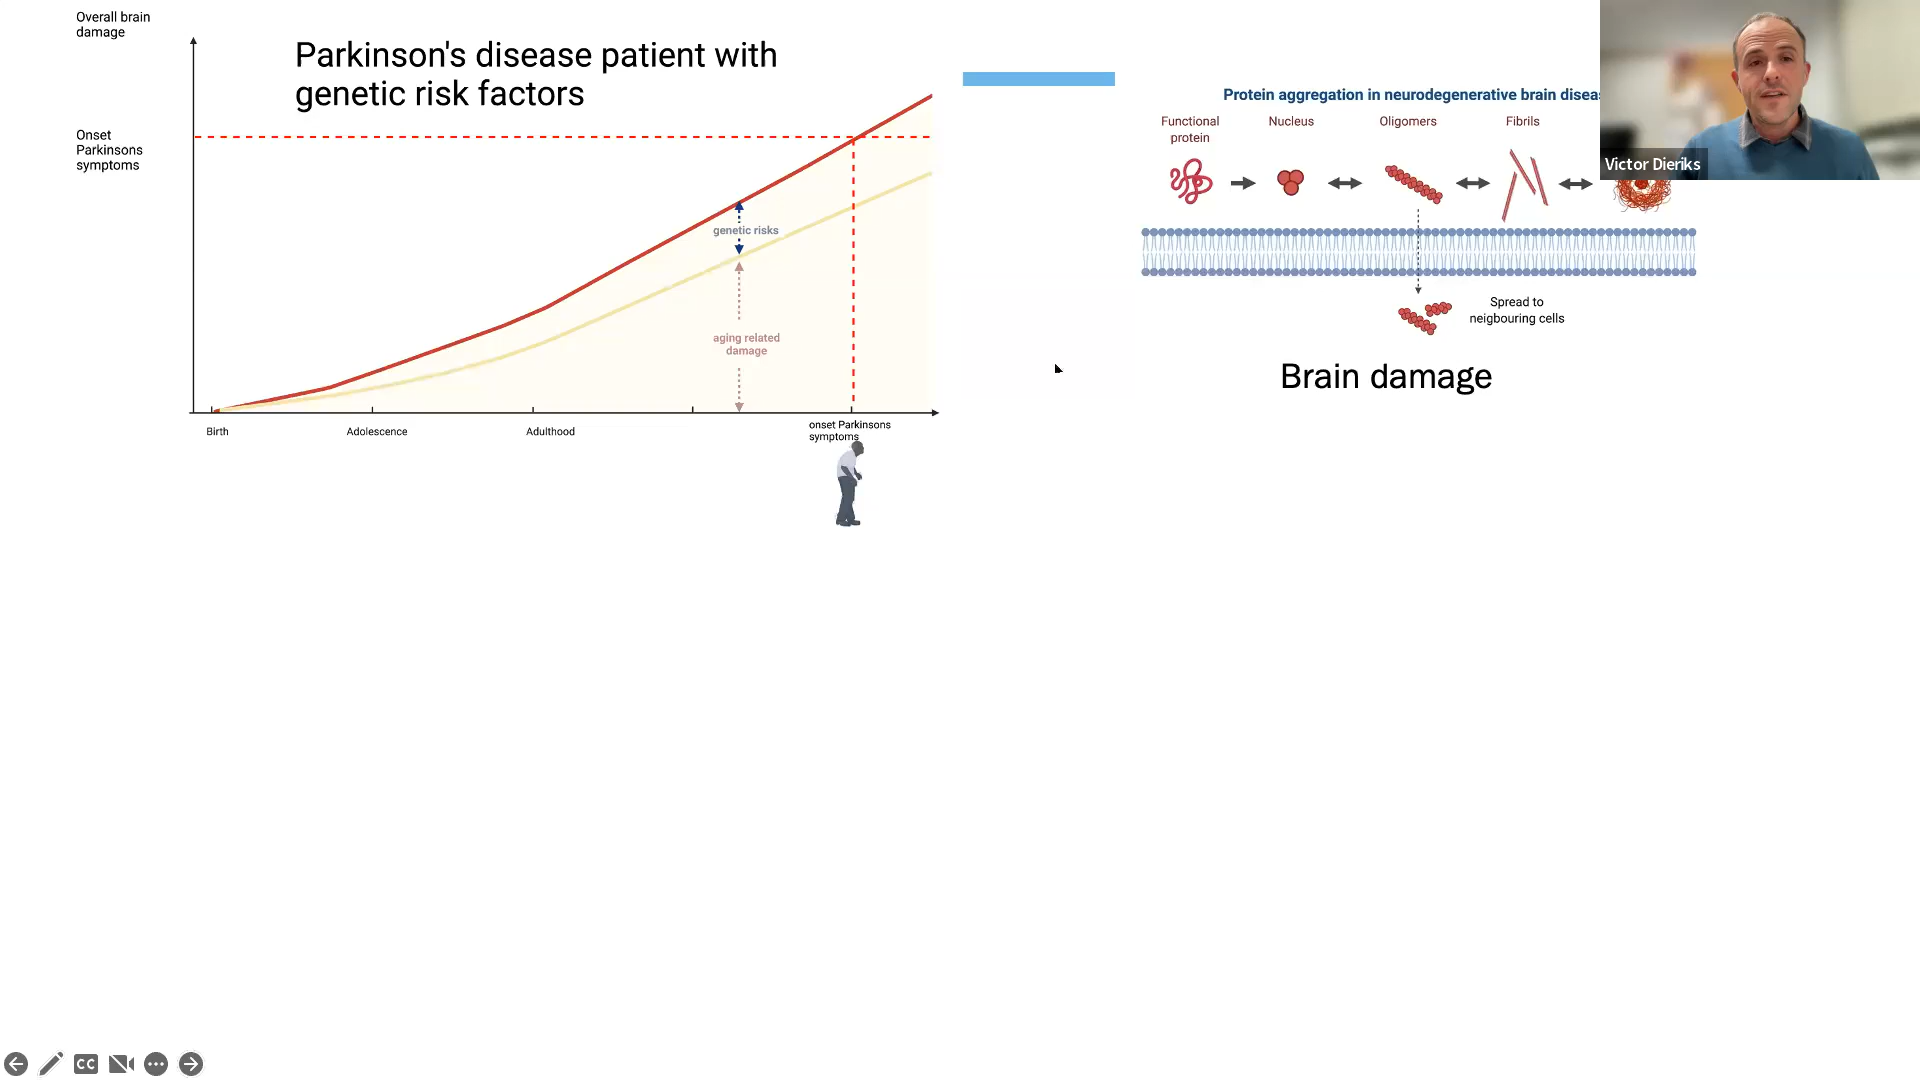 Overall brain
damage
Parkinson's disease patient with
genetic risk factors
Onset
Parkinsons
symptoms
genetic risks
aging related
damage
Birth
Adolescence
Adulthood
onset Parkinsons
symptoms
Protein aggregation in neurodegenerative brain
Functional
protein
Nucleus
Oligomers
Fibrils
Spread to
neigbouring cells
Brain damage
Victor Dieriks
CC